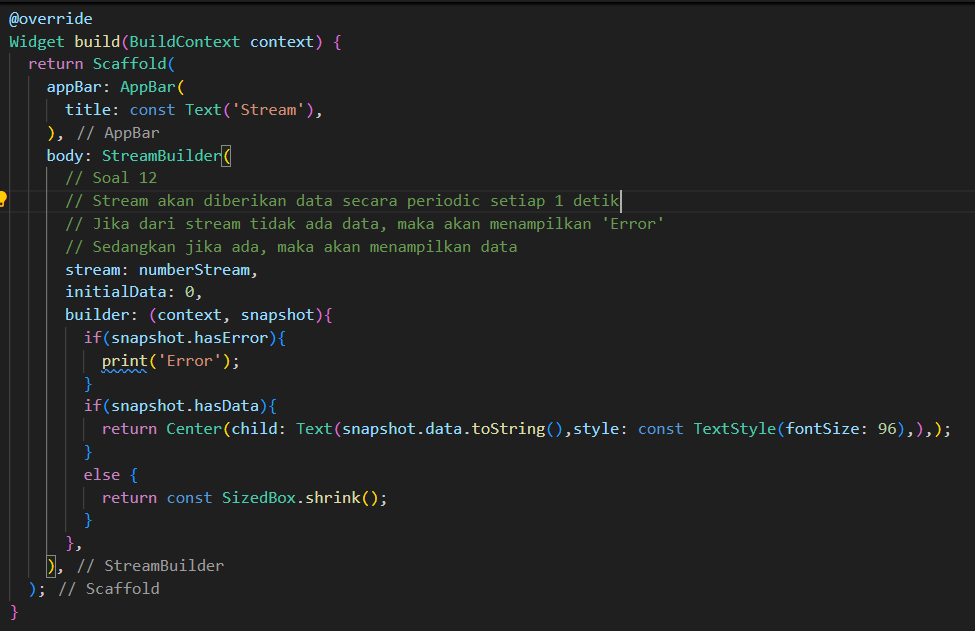 @override
Widget build(BuildContext context) {
return Scaffold(
appBar: AppBar(
title: const Text('Stream'),
), // AppBar
body: StreamBuilder(
// Soal 12
// Stream akan diberikan data secara periodic setiap 1 detik
// Jika dari stream tidak ada data, maka akan menampilkan 'Error'
// Sedangkan jika ada, maka akan menampilkan data
stream: numberStream,
initialData: 0,
builder: (context, snapshot){
if(snapshot.hasError){
print('Error');
}
if(snapshot.hasData){
return Center(child: Text(snapshot.data.toString(),style: const TextStyle(fontSize: 96),),);
}
else {
return const SizedBox.shrink();
}
},
), // StreamBuilder
); // Scaffold
}